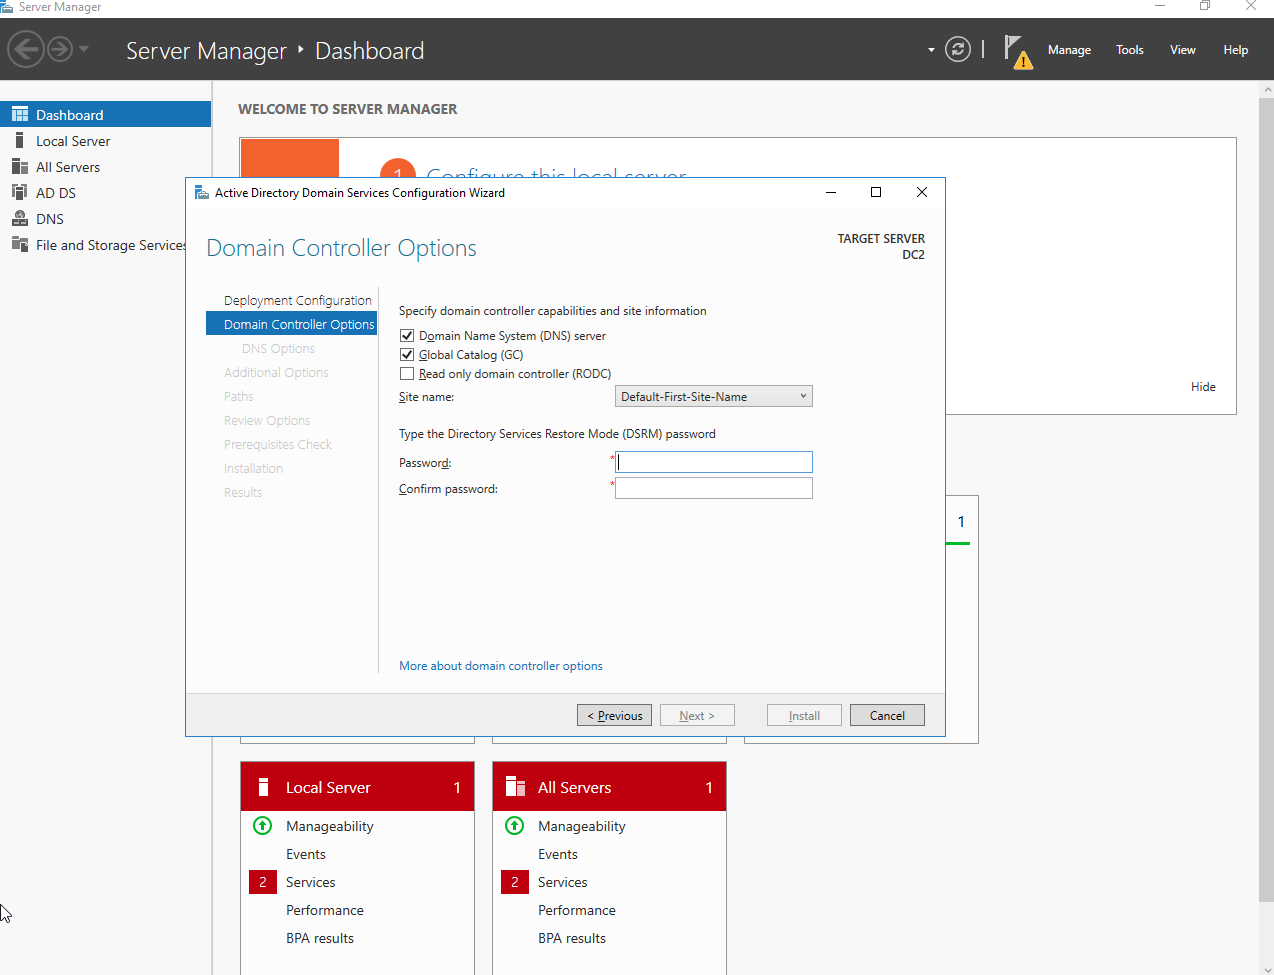 Server Manager
Server Manager ‣ Dashboard
Manage Tools View Help
Dashboard
Local Server
All Servers
AD DS
DNS
File and Storage Services
WELCOME TO SERVER MANAGER
1 Configure this local server
Hide
1
Active Directory Domain Services Configuration Wizard
Domain Controller Options
TARGET SERVER
DC2
Deployment Configuration
Domain Controller Options
DNS Options
Additional Options
Paths
Review Options
Prerequisites Check
Installation
Results
Specify domain controller capabilities and site information
Domain Name System (DNS) server
Global Catalog (GC)
Read only domain controller (RODC)
Site name: Default-First-Site-Name
Type the Directory Services Restore Mode (DSRM) password
Password: *
Confirm password: *
More about domain controller options
< Previous Next > Install Cancel
Local Server 1
Manageability
Events
2 Services
Performance
BPA results
All Servers 1
Manageability
Events
2 Services
Performance
BPA results